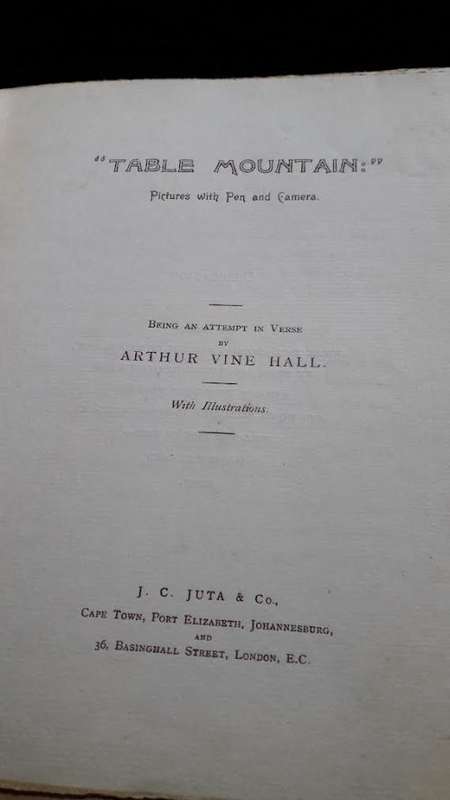 "TABLE MOUNTAIN:"
Pictures with Pen and Camera.
BEING AN ATTEMPT IN VERSE
BY
ARTHUR VINE HALL.
With Illustrations.
J. C. JUTA & CO.,
CAPE TOWN, PORT ELIZABETH, JOHANNESBURG,
AND
36, BASINGHALL STREET, LONDON, E.C.